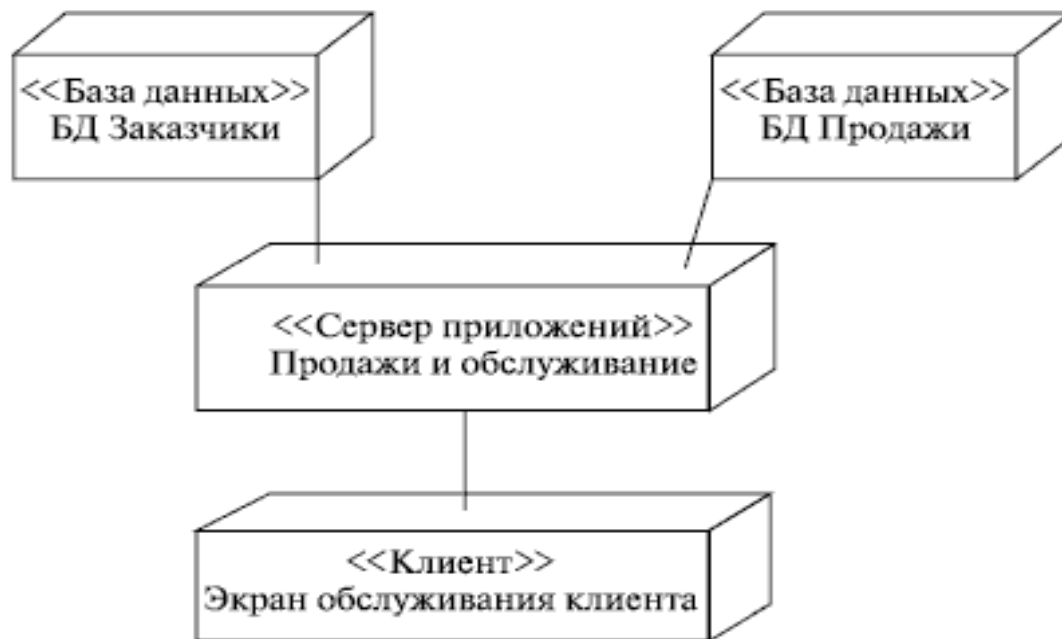 <<База данных>>
БД Заказчики
<<База данных>>
БД Продажи
<<Сервер приложений>>
Продажи и обслуживание
<<Клиент>>
Экран обслуживания клиента